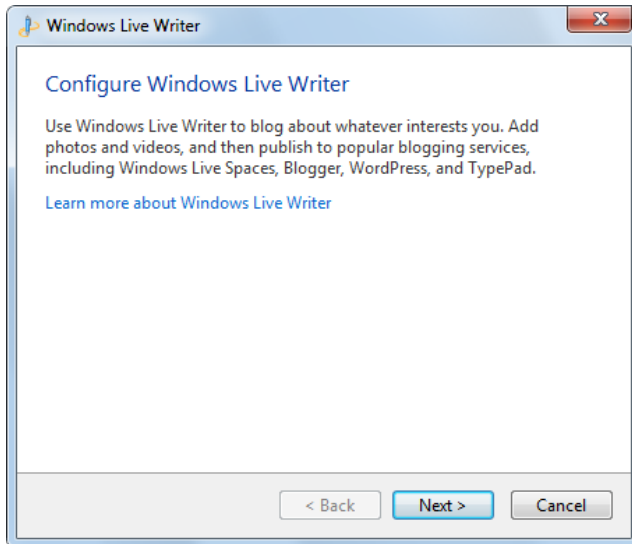 Windows Live Writer
Configure Windows Live Writer
Use Windows Live Writer to blog about whatever interests you. Add
photos and videos, and then publish to popular blogging services,
including Windows Live Spaces, Blogger, WordPress, and TypePad.
Learn more about Windows Live Writer
< Back Next > Cancel